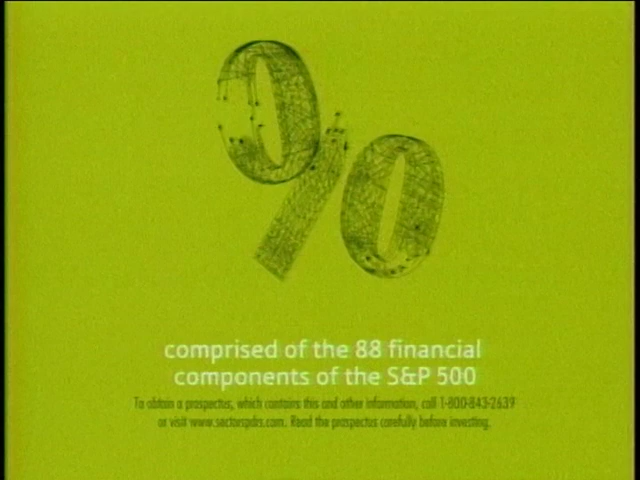 %
comprised of the 88 financial
components of the S&P 500
To obtain a prospectus, which contains this and other information, call 1-800-843-2639
or visit www.sectorspdrs.com. Read the prospectus carefully before investing.